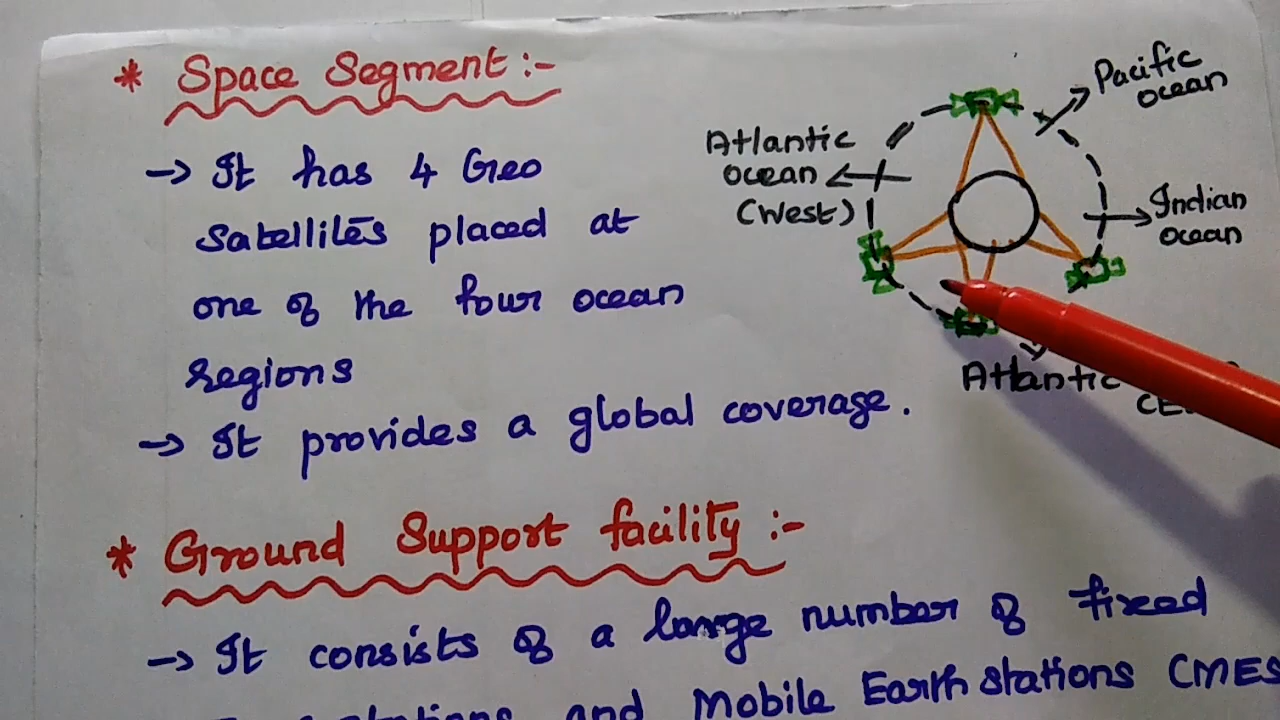 * Space Segment :-
→ It has 4 Geo
Satellites placed at
one of the four ocean
regions
→ It provides a global coverage.
Pacific
ocean
Atlantic
ocean
(West)
Indian
ocean
Atlantic
* Ground Support facility :-
→ It consists of a large number of fixed
and Mobile Earth stations (MES